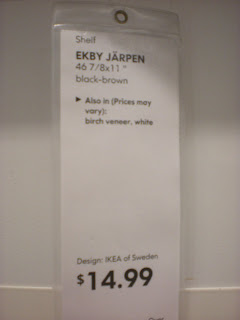 Shelf
EKBY JÄRPEN
46 7/8x11 "
black-brown
► Also in (Prices may
vary):
birch veneer, white
Design: IKEA of Sweden
$14.99